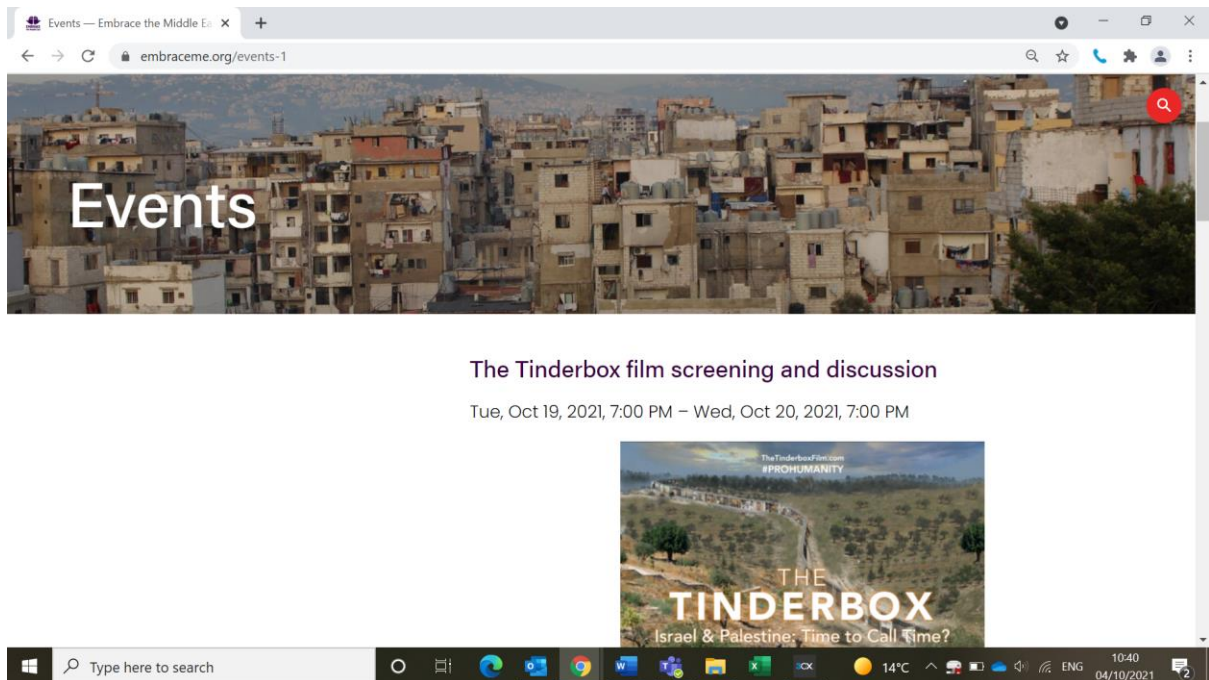 Events — Embrace the Middle Ea
embraceme.org/events-1
Events
The Tinderbox film screening and discussion
Tue, Oct 19, 2021, 7:00 PM – Wed, Oct 20, 2021, 7:00 PM
TheTinderboxFilm.com
#PROHUMANITY
THE
TINDERBOX
Israel & Palestine: Time to Call Time?
Type here to search
14°C
ENG
10:40
04/10/2021
2